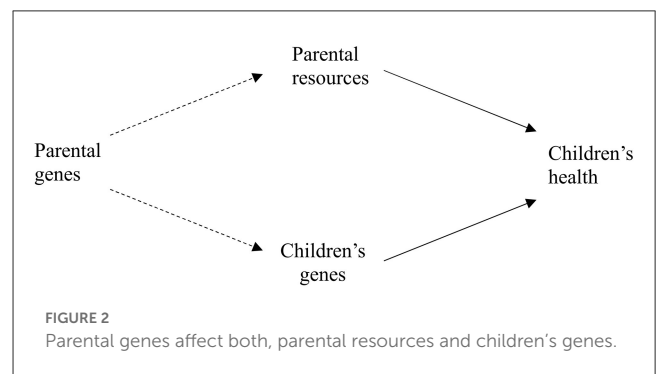 Parental
resources
Parental
genes
Children’s
health
Children’s
genes
FIGURE 2
Parental genes affect both, parental resources and children’s genes.